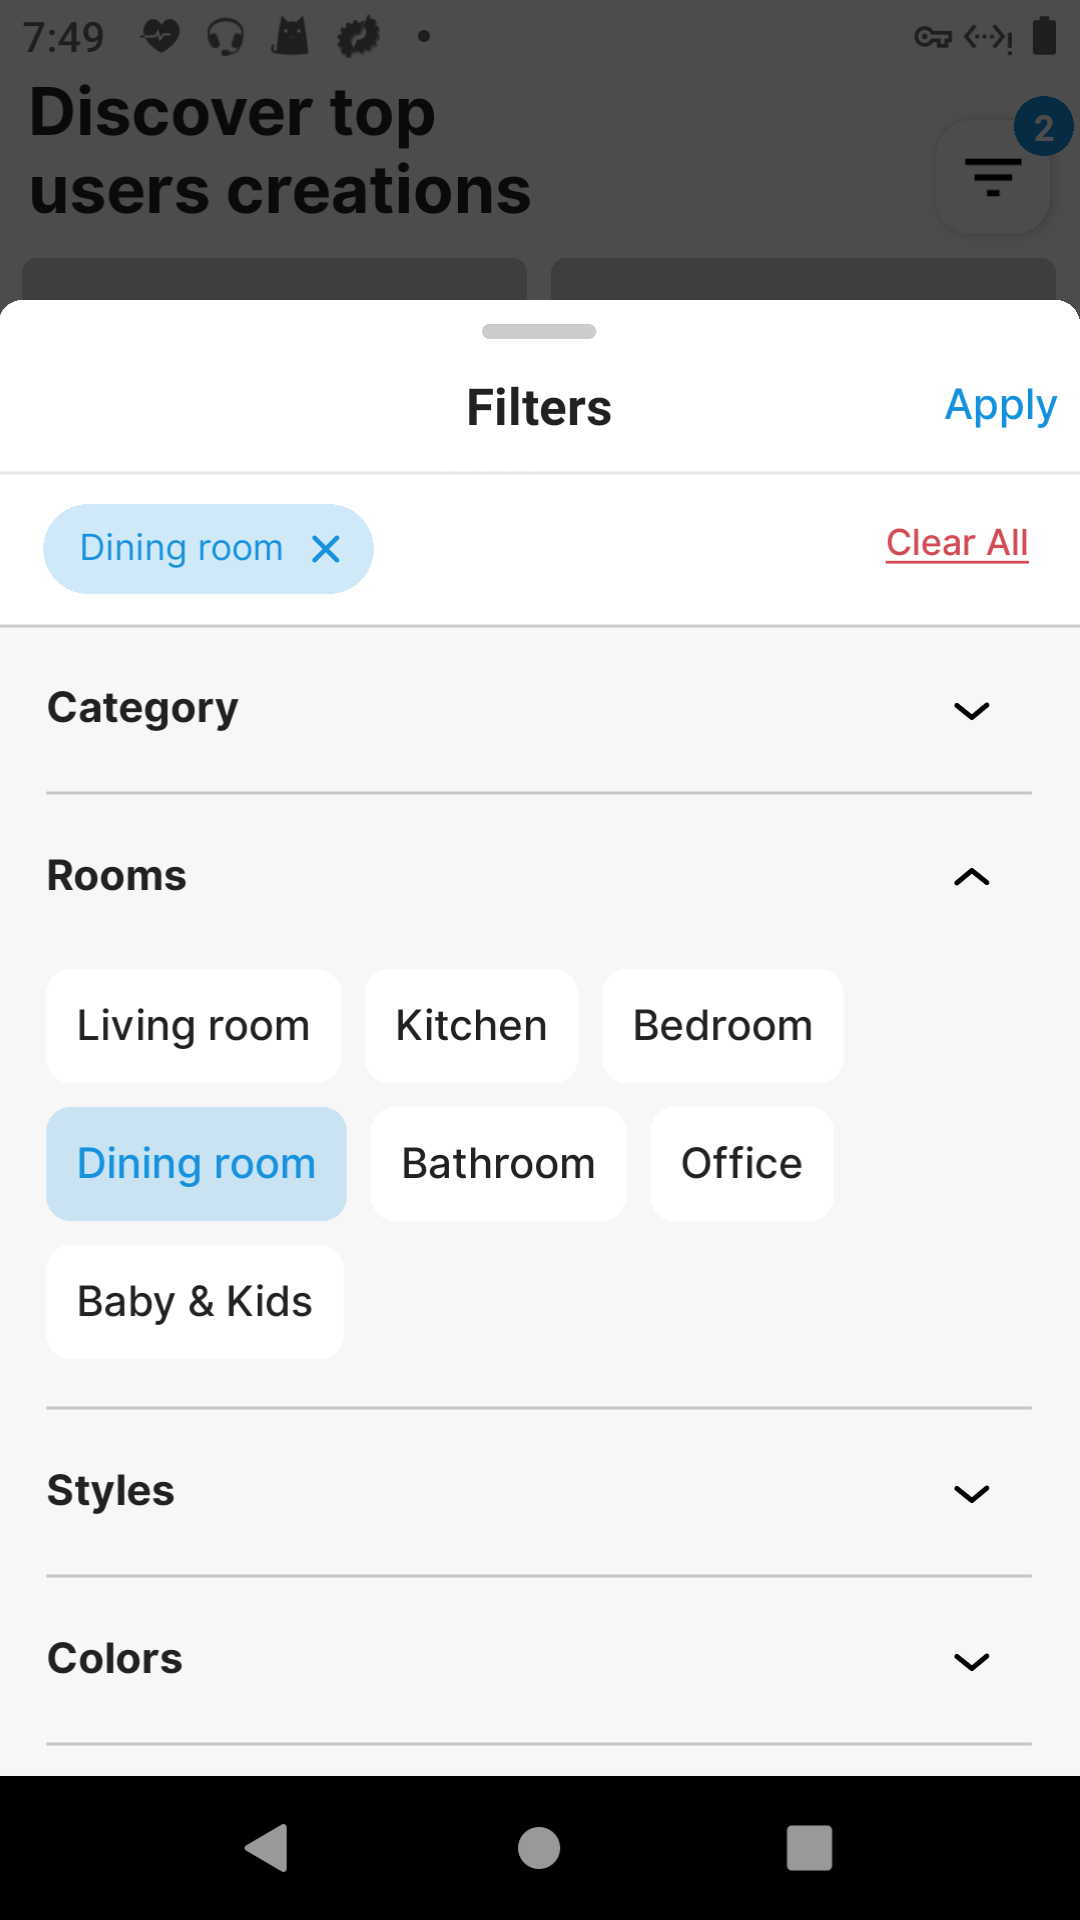 7:49
Discover top
users creations
2
Filters
Apply
Dining room
Clear All
Category
Rooms
Living room
Kitchen
Bedroom
Dining room
Bathroom
Office
Baby & Kids
Styles
Colors